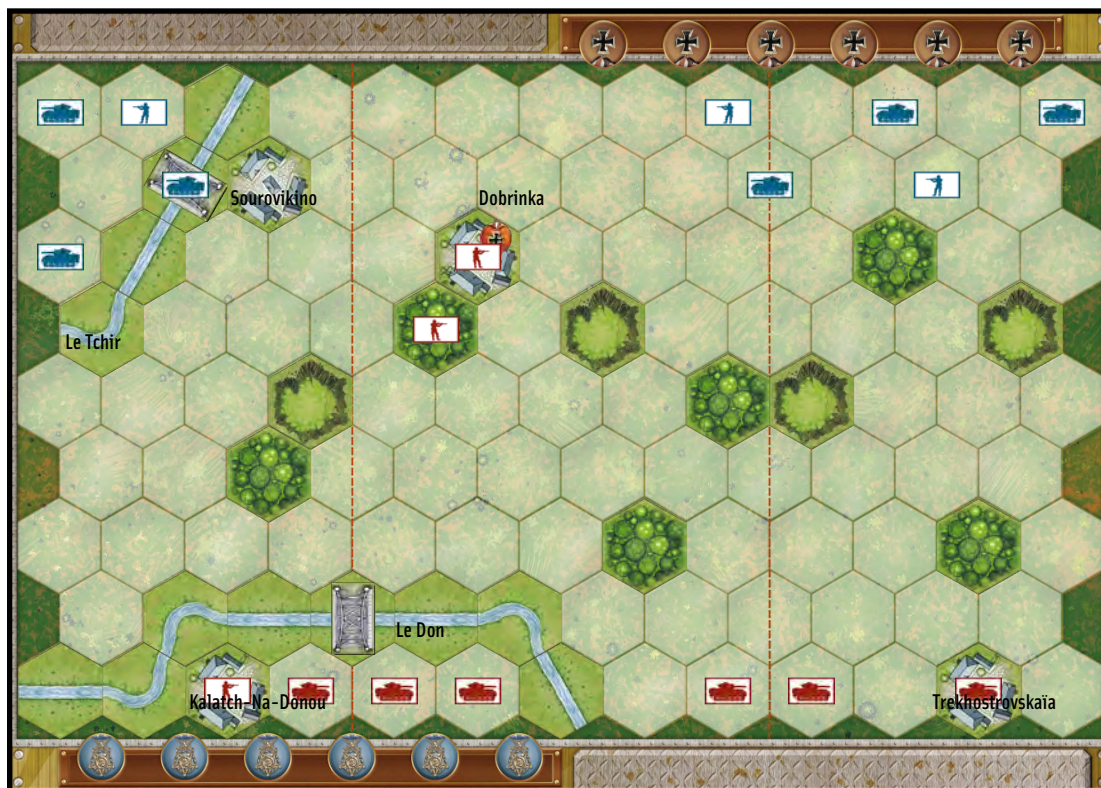 Sourovikino
Dobrinka
Le Tchir
Le Don
Kalatch-Na-Donou
Trekhostrovskaïa